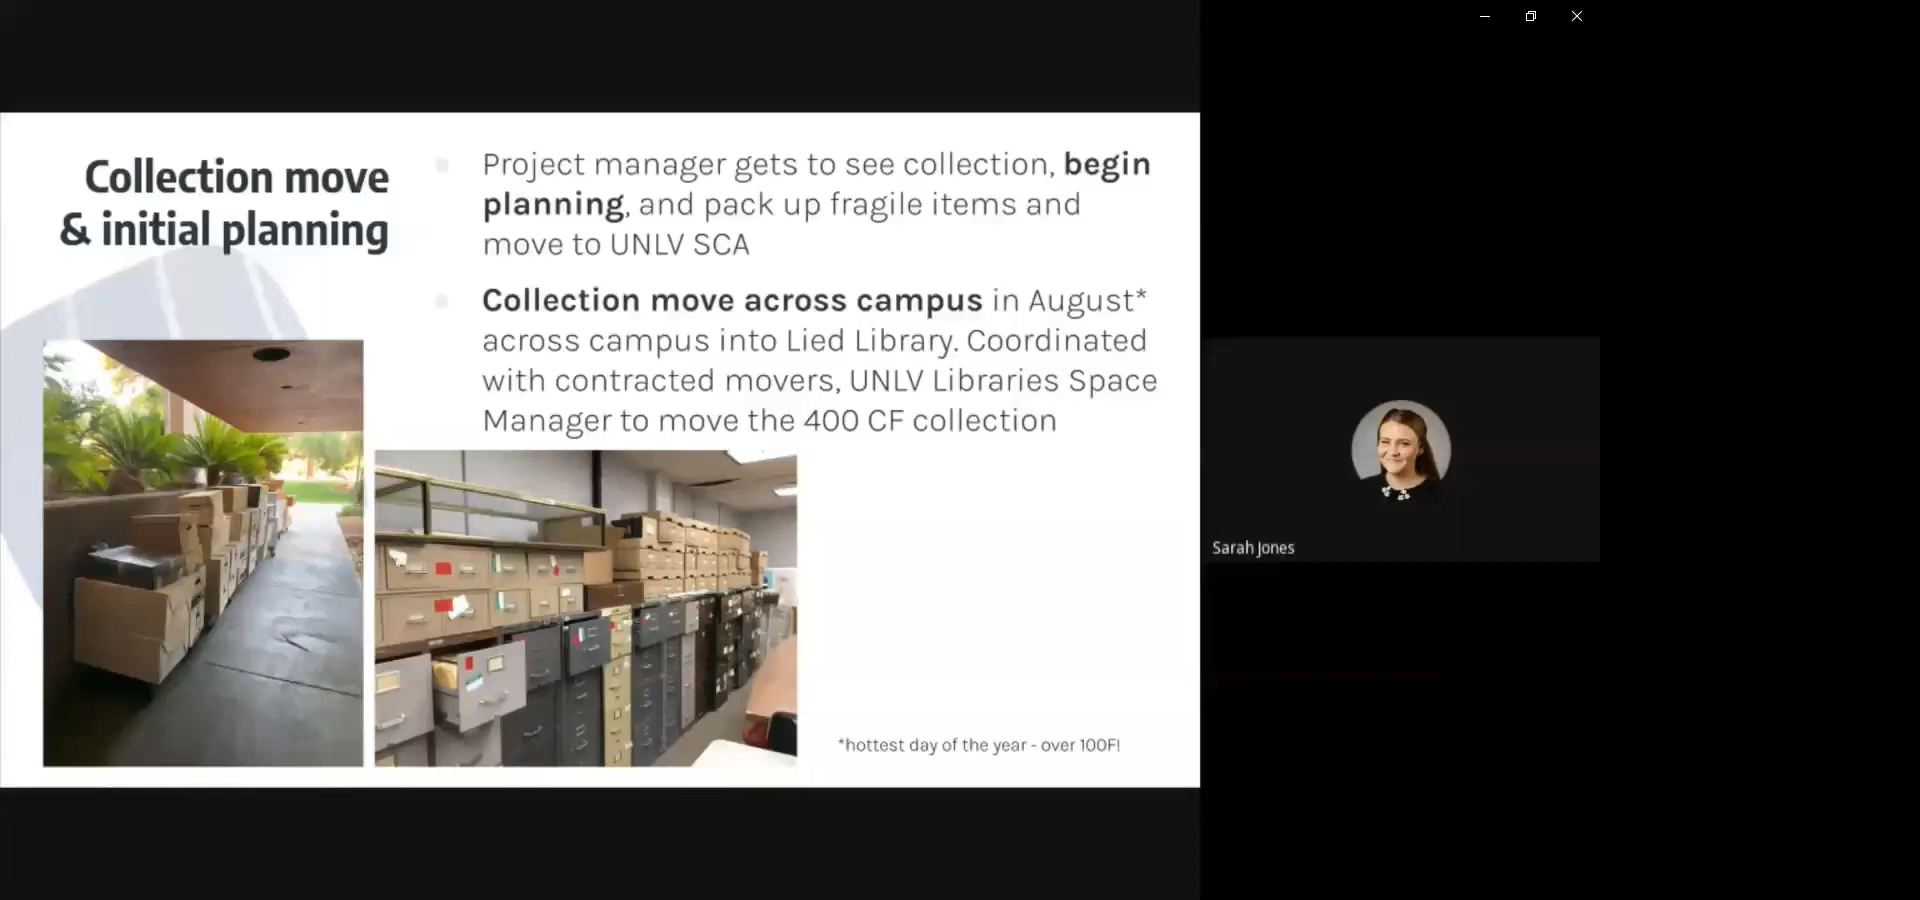 Collection move
& initial planning
Project manager gets to see collection, begin
planning, and pack up fragile items and
move to UNLV SCA
Collection move across campus in August*
across campus into Lied Library. Coordinated
with contracted movers, UNLV Libraries Space
Manager to move the 400 CF collection
*hottest day of the year - over 100F!
Sarah Jones